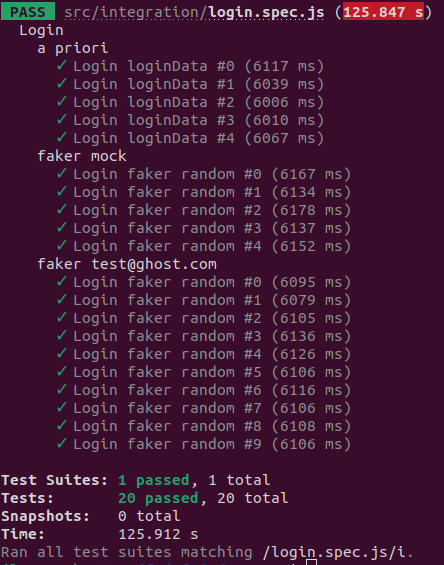 PASS src/integration/login.spec.js (125.847 s)
Login
a priori
✓ Login loginData #0 (6117 ms)
✓ Login loginData #1 (6039 ms)
✓ Login loginData #2 (6006 ms)
✓ Login loginData #3 (6010 ms)
✓ Login loginData #4 (6067 ms)
faker mock
✓ Login faker random #0 (6167 ms)
✓ Login faker random #1 (6134 ms)
✓ Login faker random #2 (6178 ms)
✓ Login faker random #3 (6137 ms)
✓ Login faker random #4 (6152 ms)
faker test@ghost.com
✓ Login faker random #0 (6095 ms)
✓ Login faker random #1 (6079 ms)
✓ Login faker random #2 (6105 ms)
✓ Login faker random #3 (6136 ms)
✓ Login faker random #4 (6126 ms)
✓ Login faker random #5 (6106 ms)
✓ Login faker random #6 (6116 ms)
✓ Login faker random #7 (6106 ms)
✓ Login faker random #8 (6108 ms)
✓ Login faker random #9 (6106 ms)
Test Suites: 1 passed, 1 total
Tests: 20 passed, 20 total
Snapshots: 0 total
Time: 125.912 s
Ran all test suites matching /login.spec.js/i.